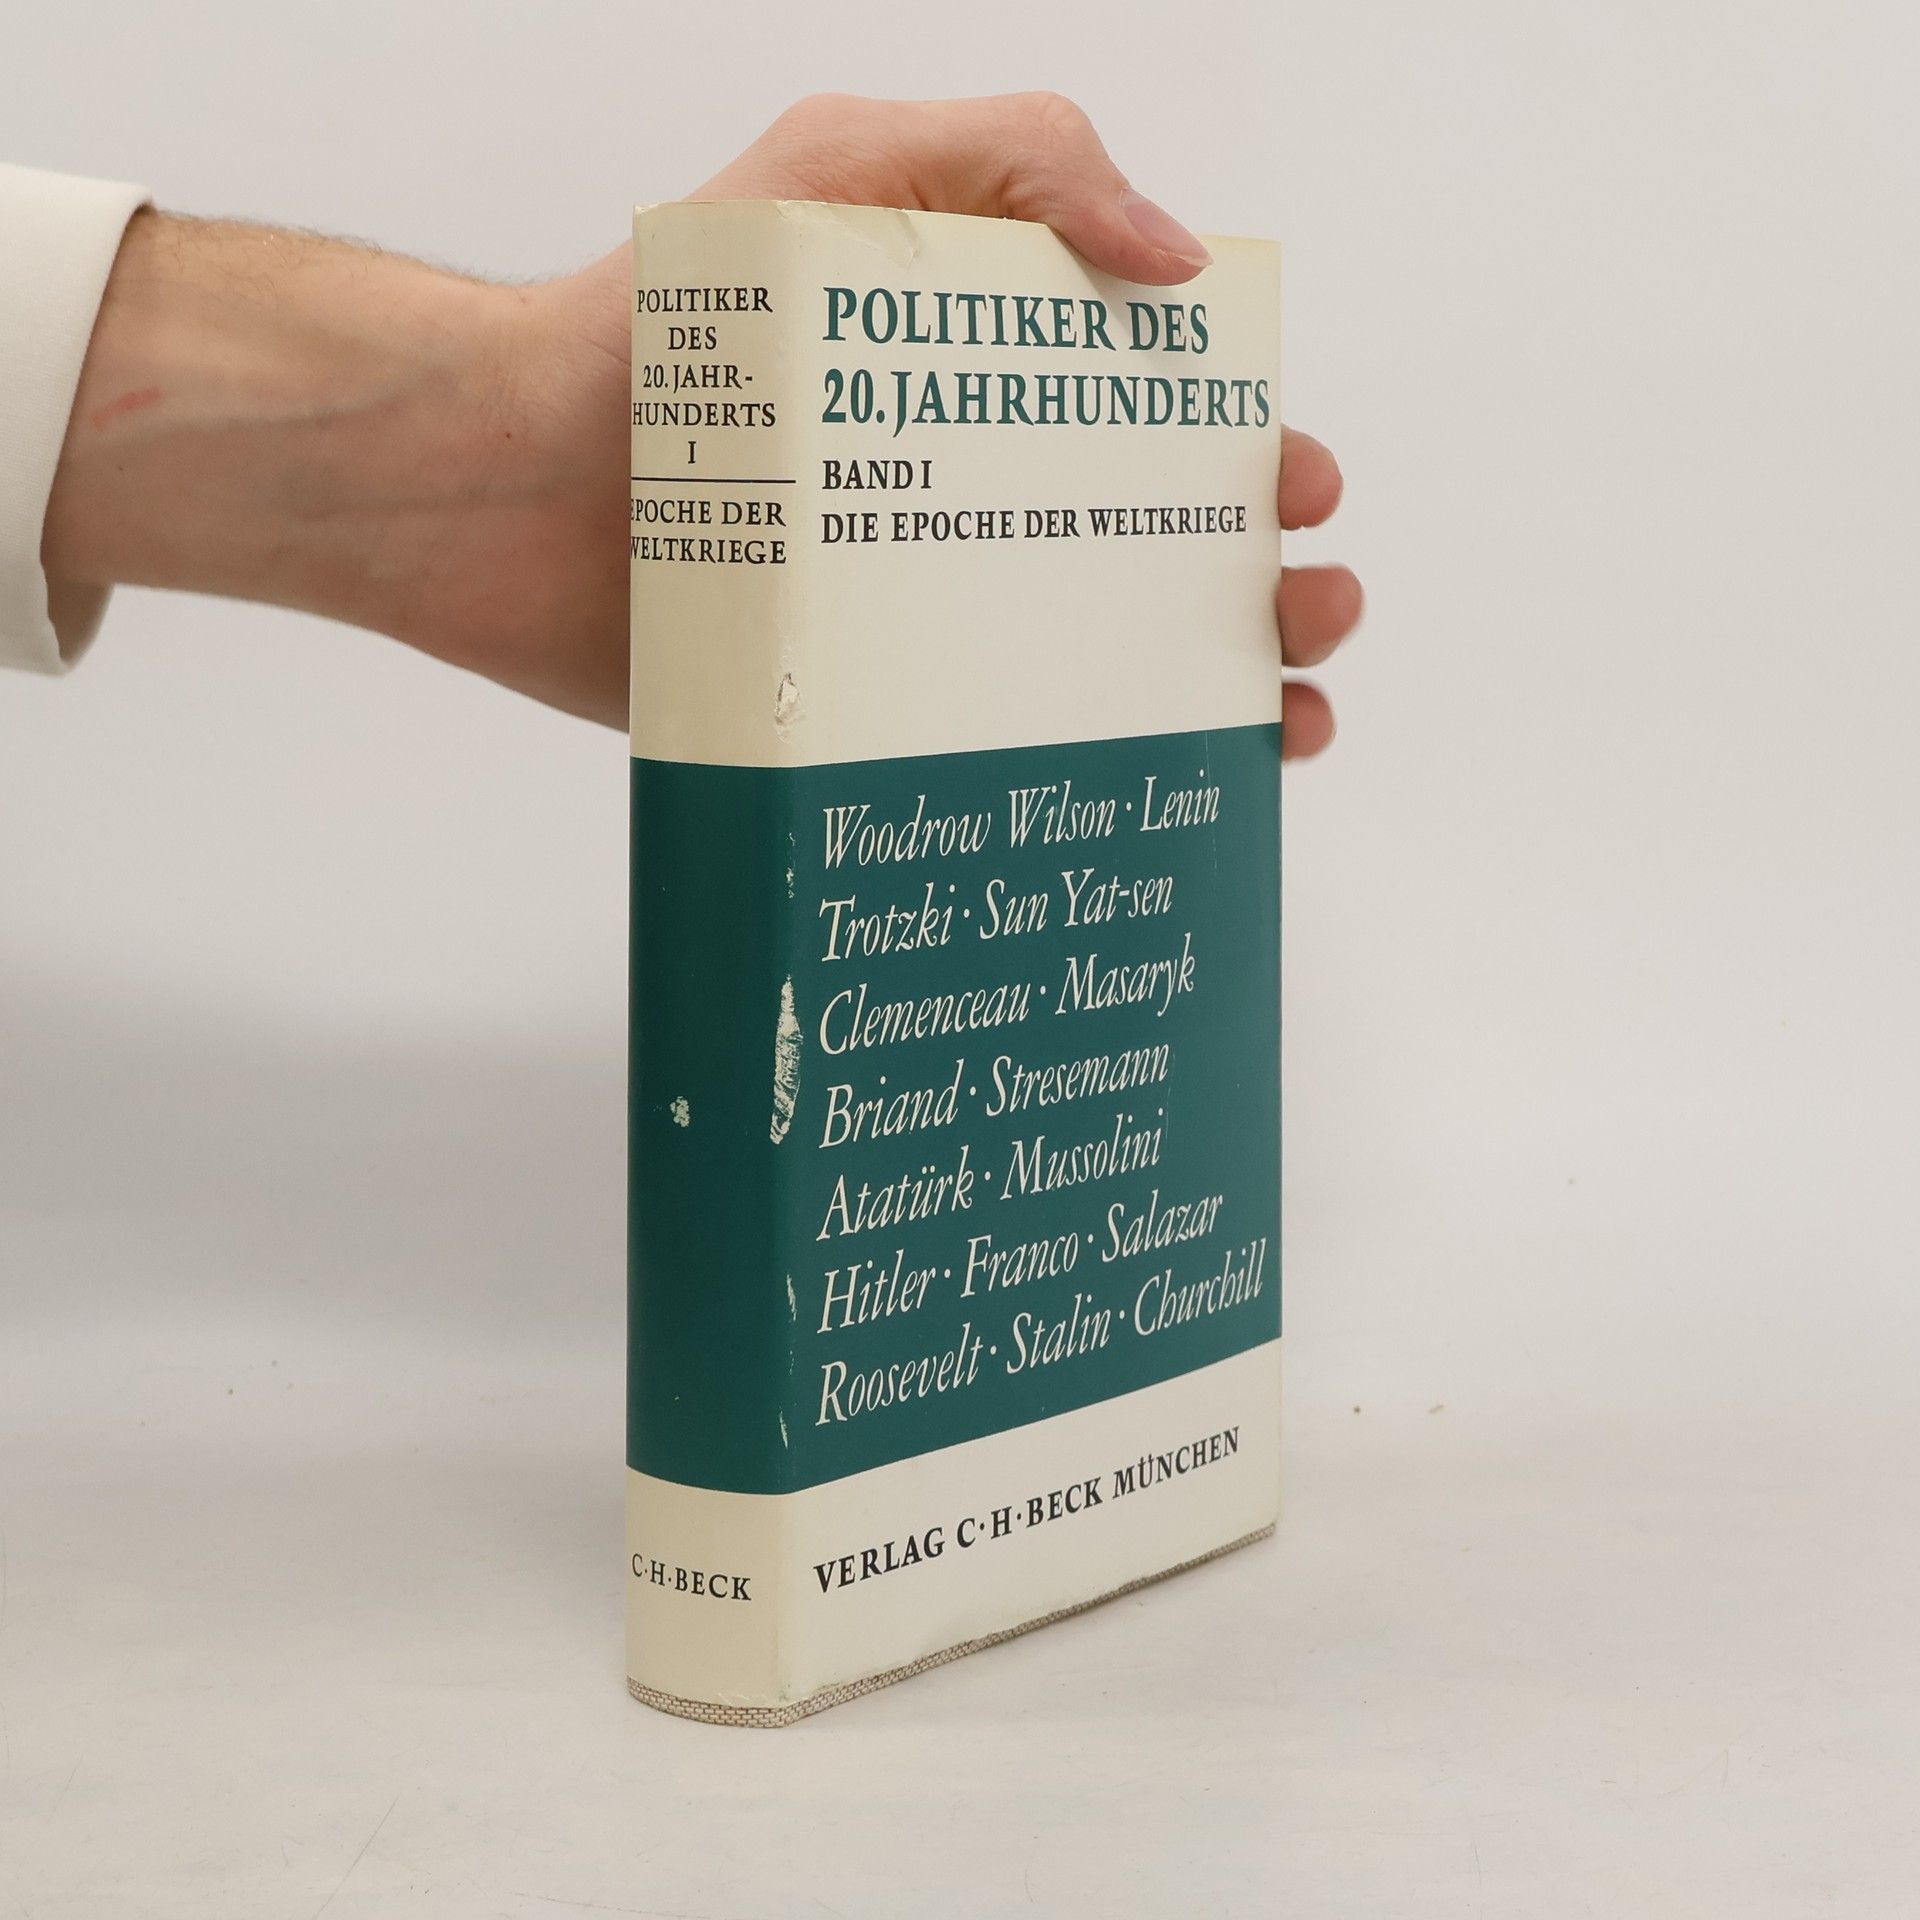 POLITIKER
DES
20. JAHR-
HUNDERTS
I
EPOCHE DER
WELTKRIEGE
C·H·BECK
POLITIKER DES
20. JAHRHUNDERTS
BAND I
DIE EPOCHE DER WELTKRIEGE
Woodrow Wilson · Lenin
Trotzki · Sun Yat-sen
Clemenceau · Masaryk
Briand · Stresemann
Atatürk · Mussolini
Hitler · Franco · Salazar
Roosevelt · Stalin · Churchill
VERLAG C·H·BECK MÜNCHEN